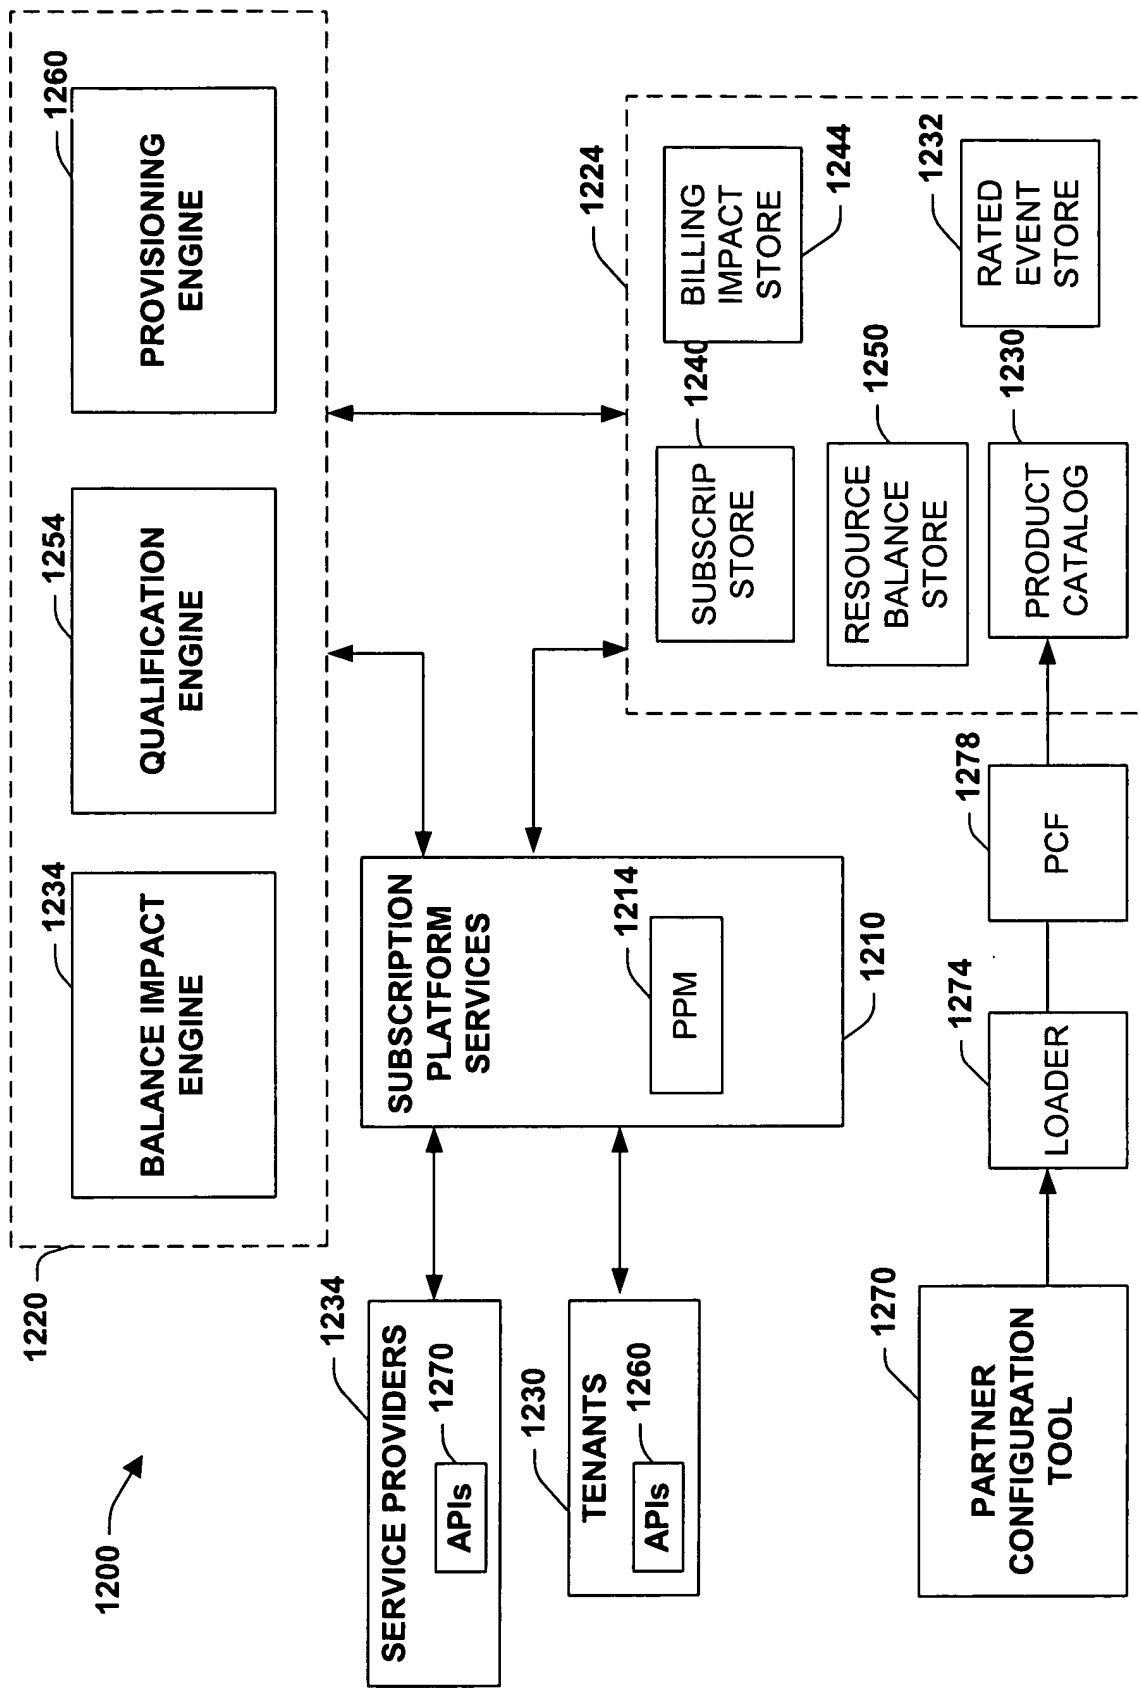 1200
1220
BALANCE IMPACT
ENGINE
1234
QUALIFICATION
ENGINE
1254
PROVISIONING
ENGINE
1260
SERVICE PROVIDERS
1234
APIs
1270
TENANTS
1230
APIs
1260
SUBSCRIPTION
PLATFORM
SERVICES
PPM
1214
1210
1224
SUBSCRIP
STORE
1240
BILLING
IMPACT
STORE
1244
RESOURCE
BALANCE
STORE
1250
PRODUCT
CATALOG
1230
RATED
EVENT
STORE
1232
PARTNER
CONFIGURATION
TOOL
1270
LOADER
1274
PCF
1278